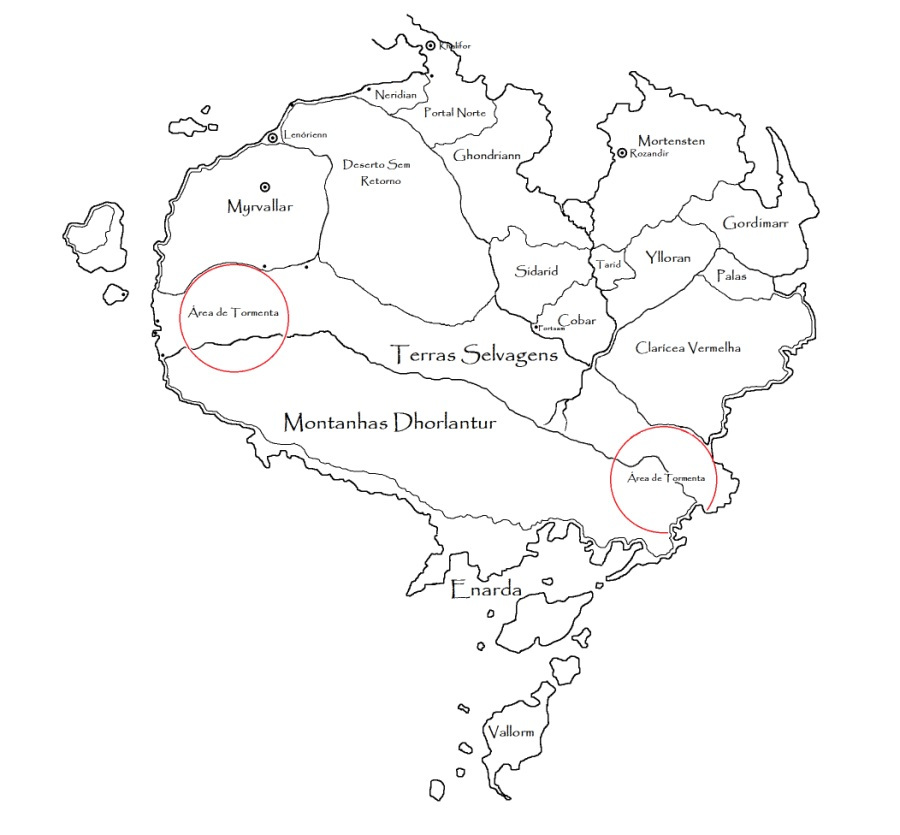 Khalifor
Neridian
Portal Norte
Lenórienn
Mortensten
Rozandir
Ghondriann
Deserto Sem
Retorno
Myrvallar
Gordimarr
Ylloran
Tarid
Sidarid
Palas
Área de Tormenta
Cobar
Portsam
Claricea Vermelha
Terras Selvagens
Montanhas Dhorlantur
Área de Tormenta
Enarda
Vallorm